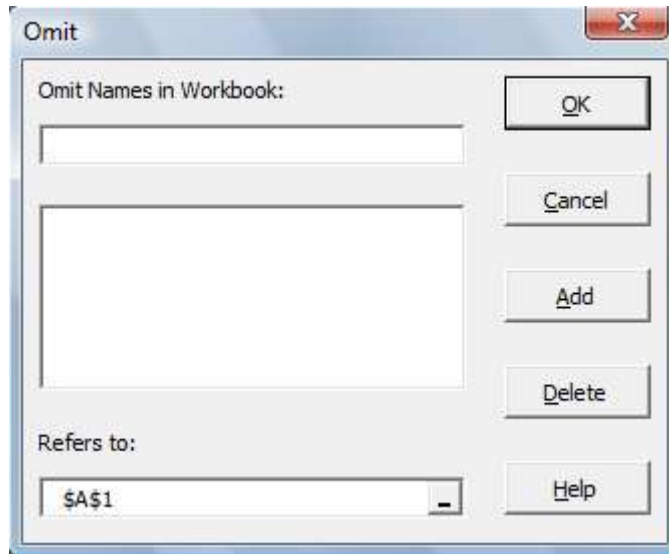 Omit
Omit Names in Workbook:
OK
Cancel
Add
Delete
Refers to:
$A$1
Help